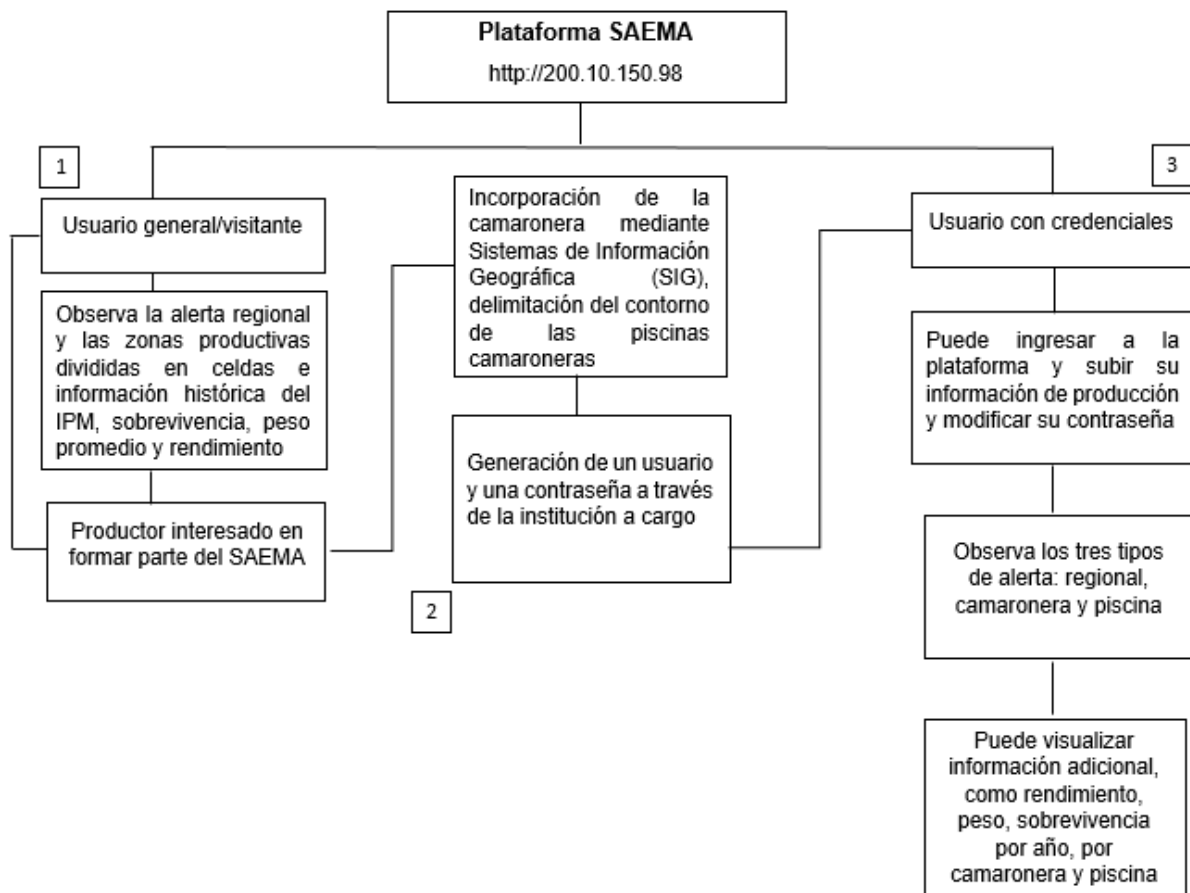 Plataforma SAEMA
http://200.10.150.98
1
Usuario general/visitante
Observa la alerta regional
y las zonas productivas
divididas en celdas e
información histórica del
IPM, sobrevivencia, peso
promedio y rendimiento
Productor interesado en
formar parte del SAEMA
Incorporación de la
camaronera mediante
Sistemas de Información
Geográfica (SIG),
delimitación del contorno
de las piscinas
camaroneras
Generación de un usuario
y una contraseña a través
de la institución a cargo
2
3
Usuario con credenciales
Puede ingresar a la
plataforma y subir su
información de producción
y modificar su contraseña
Observa los tres tipos
de alerta: regional,
camaronera y piscina
Puede visualizar
información adicional,
como rendimiento,
peso, sobrevivencia
por año, por
camaronera y piscina